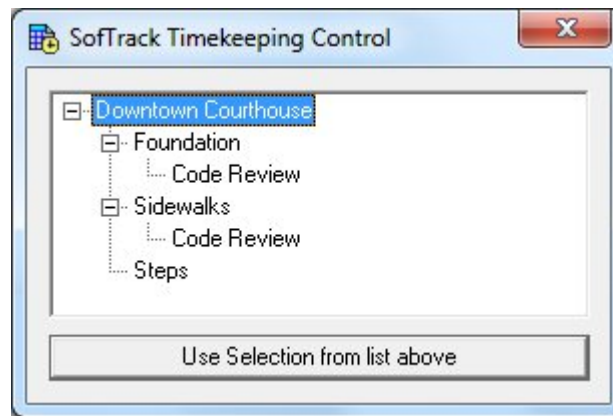 SofTrack Timekeeping Control
Downtown Courthouse
Foundation
Code Review
Sidewalks
Code Review
Steps
Use Selection from list above